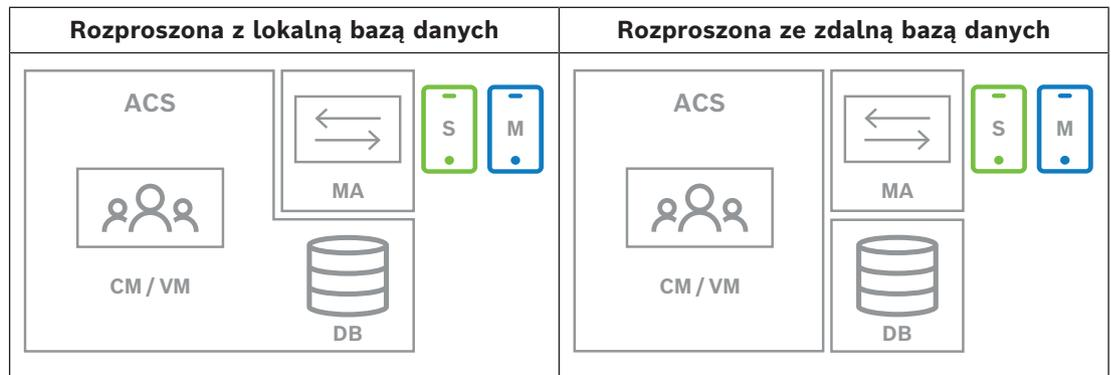 Rozproszona z lokalną bazą danych
ACS
MA
S
M
CM / VM
DB
Rozproszona ze zdalną bazą danych
ACS
MA
S
M
CM / VM
DB